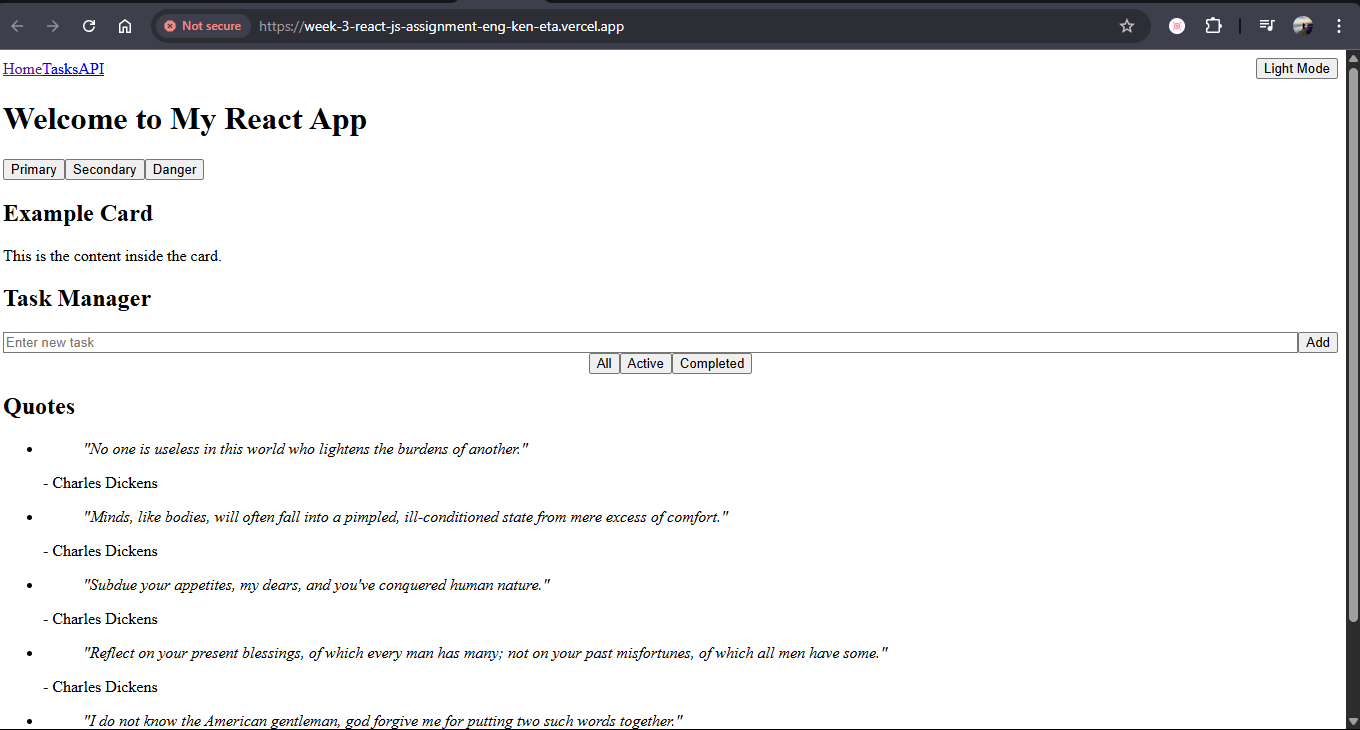 Not secure https://week-3-react-js-assignment-eng-ken-eta.vercel.app
HomeTasksAPI Light Mode
Welcome to My React App
Primary Secondary Danger
Example Card
This is the content inside the card.
Task Manager
Enter new task Add
All Active Completed
Quotes
"No one is useless in this world who lightens the burdens of another."
- Charles Dickens
"Minds, like bodies, will often fall into a pimpled, ill-conditioned state from mere excess of comfort."
- Charles Dickens
"Subdue your appetites, my dears, and you've conquered human nature."
- Charles Dickens
"Reflect on your present blessings, of which every man has many; not on your past misfortunes, of which all men have some."
- Charles Dickens
"I do not know the American gentleman, god forgive me for putting two such words together."